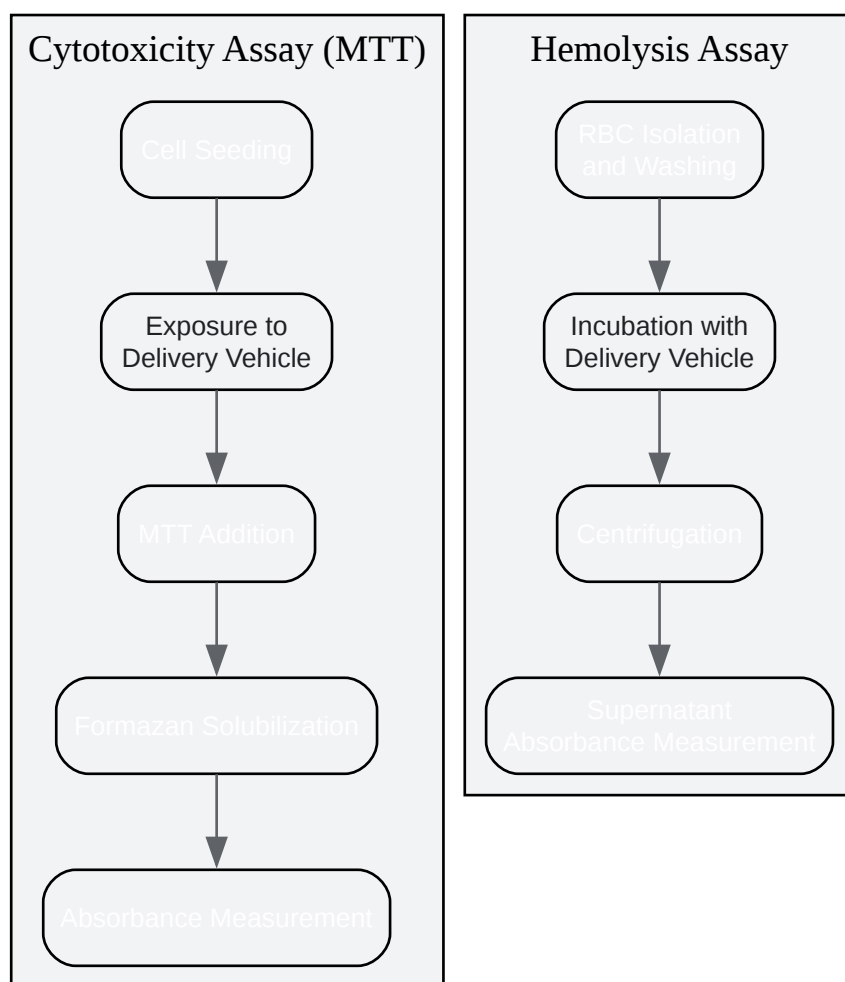 Cytotoxicity Assay (MTT)
Cell Seeding
Exposure to
Delivery Vehicle
MTT Addition
Formazan Solubilization
Absorbance Measurement
Hemolysis Assay
RBC Isolation
and Washing
Incubation with
Delivery Vehicle
Centrifugation
Supernatant
Absorbance Measurement